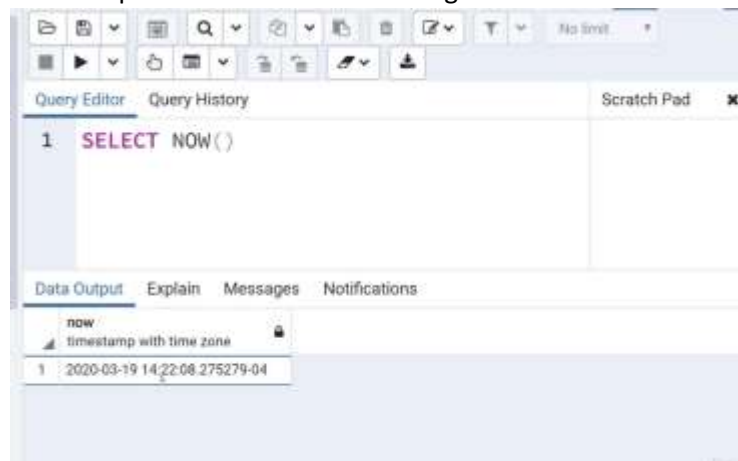 No limit
Query Editor Query History Scratch Pad
1 SELECT NOW()
Data Output Explain Messages Notifications
now
timestamp with time zone
1 2020-03-19 14:22:08.275279-04